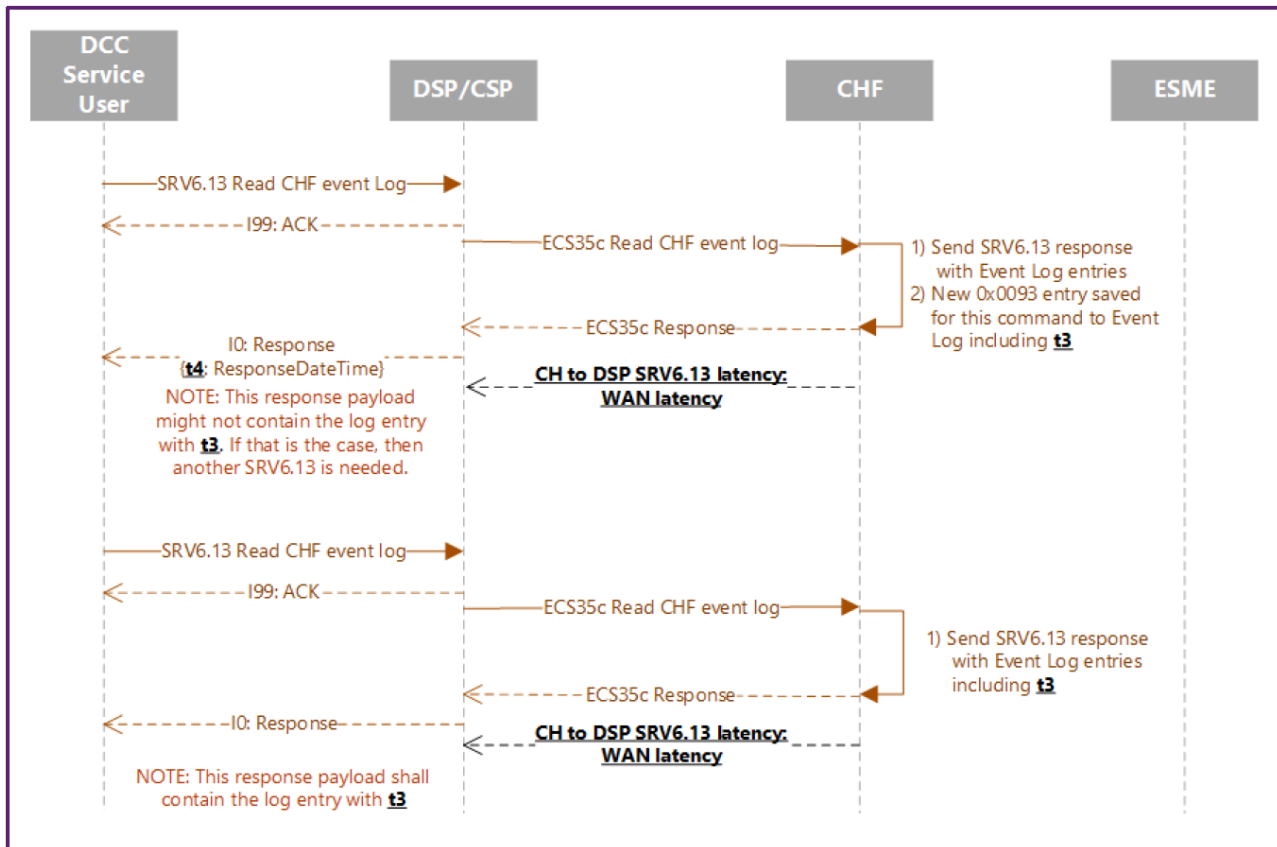 DCC
Service
User
DSP/CSP
CHF
ESME
SRV6.13 Read CHF event Log
I99: ACK
ECS35c Read CHF event log
1) Send SRV6.13 response
with Event Log entries
2) New 0x0093 entry saved
for this command to Event
Log including t3
ECS35c Response
I0: Response
{t4: ResponseDateTime}
CH to DSP SRV6.13 latency:
WAN latency
NOTE: This response payload
might not contain the log entry
with t3. If that is the case, then
another SRV6.13 is needed.
SRV6.13 Read CHF event log
I99: ACK
ECS35c Read CHF event log
1) Send SRV6.13 response
with Event Log entries
including t3
ECS35c Response
I0: Response
CH to DSP SRV6.13 latency:
WAN latency
NOTE: This response payload shall
contain the log entry with t3